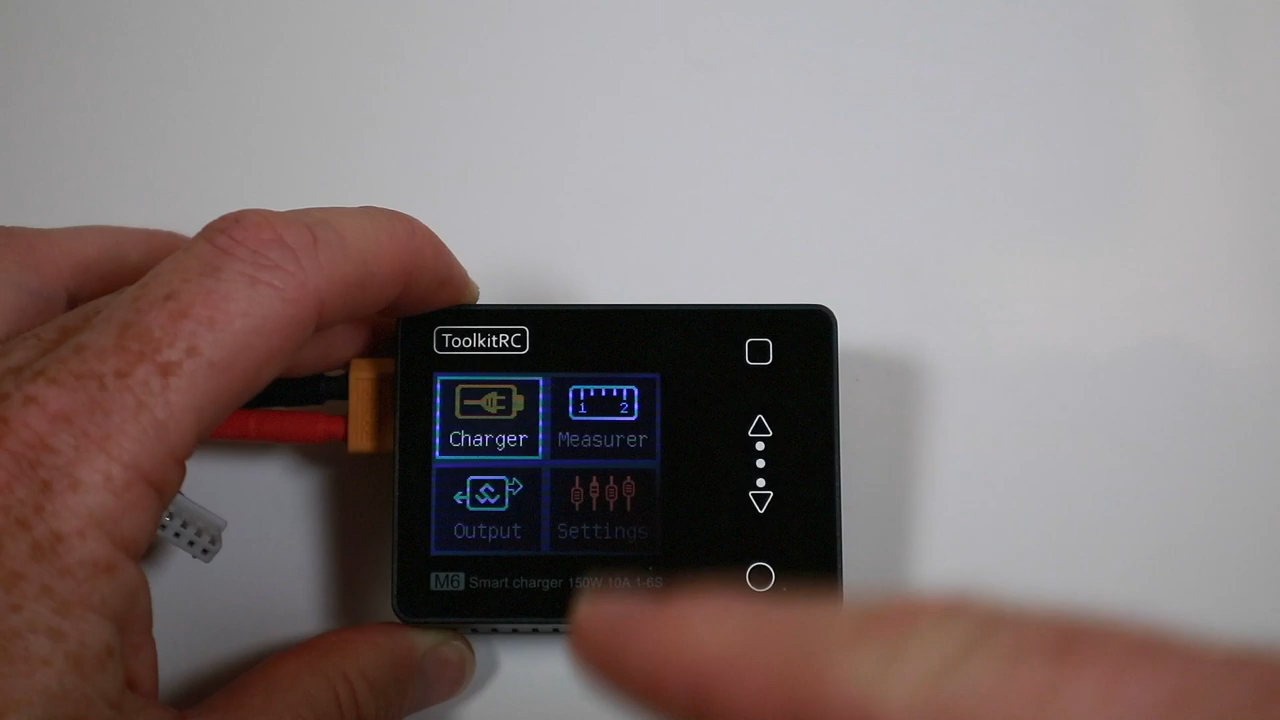 ToolkitRC
Charger
Measurer
1 2
Output
Settings
M6 Smart charger 150W 10A 1-6S